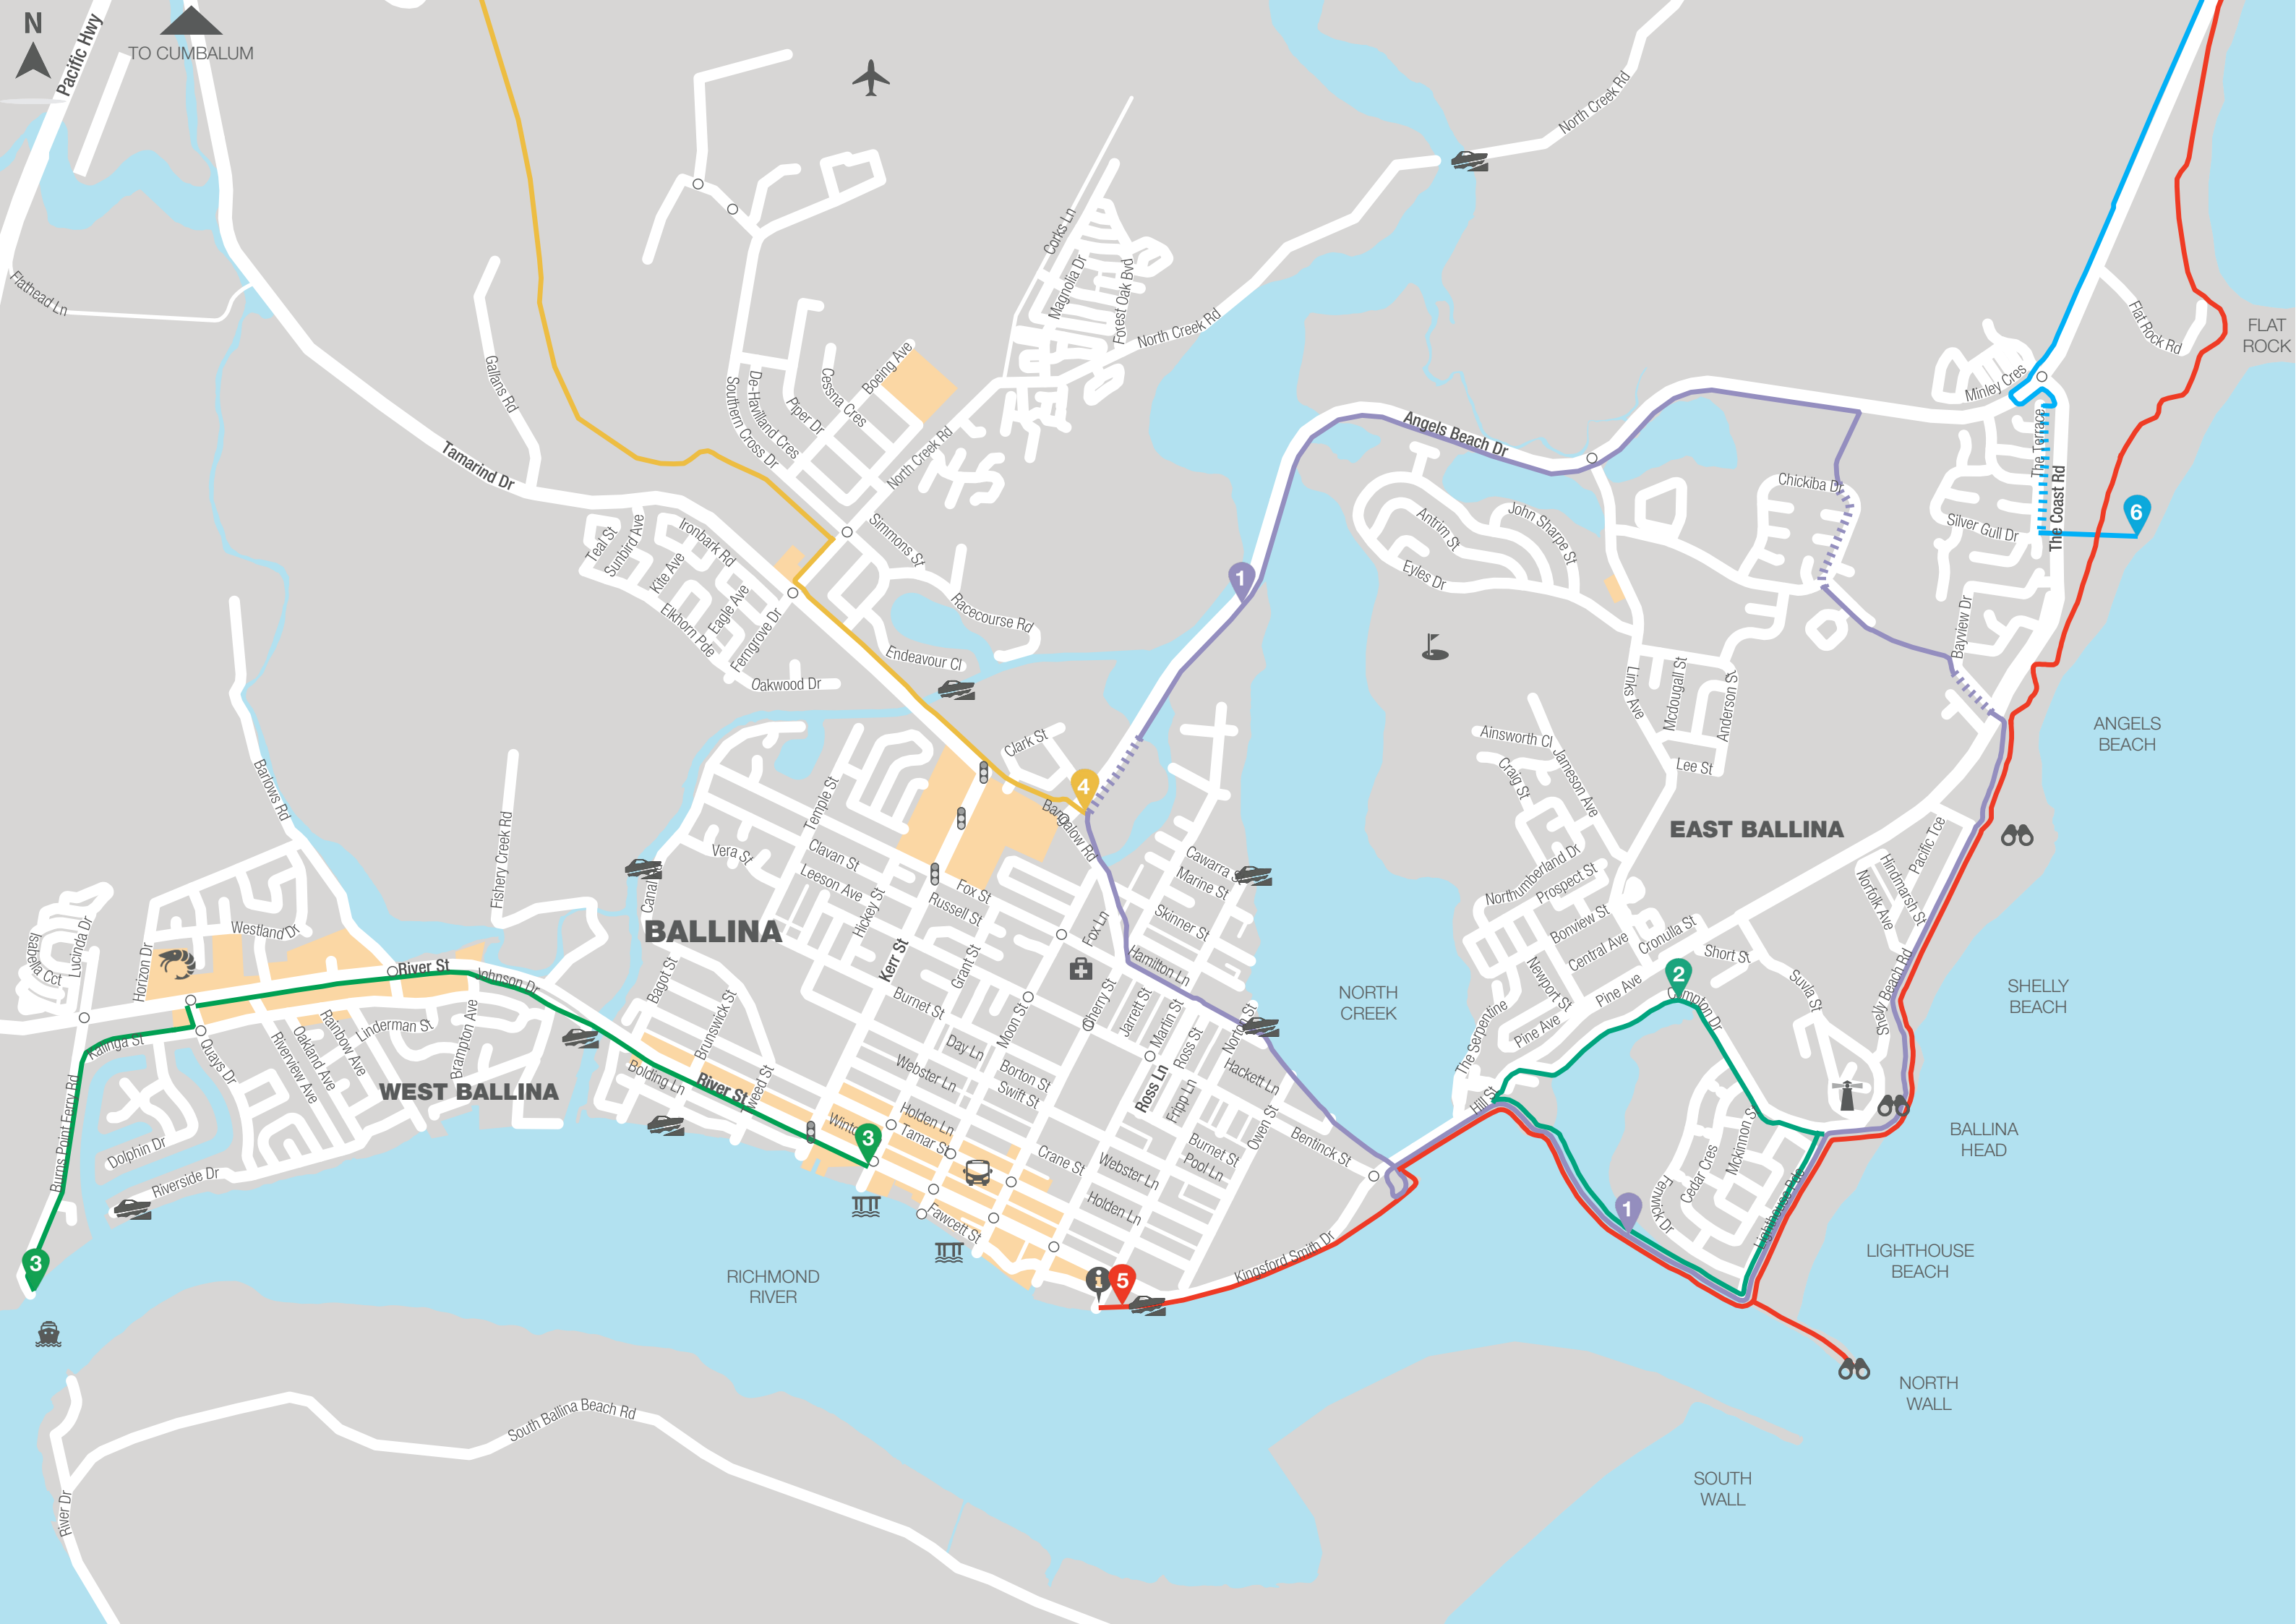 N
Pacific Hwy
TO CUMBALUM
North Creek Rd
Flathead Ln
Corks Ln
Magnolia Dr
Forest Oak Bvd
North Creek Rd
Gallans Rd
Southern Cross Dr
De-Havilland Cres
Piper Dr
Cessna Cres
Boeing Ave
North Creek Rd
FLAT
ROCK
Flat Rock Rd
Minley Cres
The Terrace
The Coast Rd
Angels Beach Dr
Tamarind Dr
Chickiba Dr
Silver Gull Dr
6
Teal St
Sunbird Ave
Ironbark Rd
Kite Ave
Eagle Ave
Elkhorn Pde
Ferngrove Dr
Simmons St
Racecourse Rd
Endeavour Cl
Oakwood Dr
1
Antrim St
John Sharpe St
Eyles Dr
Bayview Dr
Links Ave
Mcdougall St
Anderson St
Lee St
ANGELS
BEACH
Ainsworth Cl
Jameson Ave
Craig St
Clark St
4
Bangalow Rd
Temple St
Clavan St
Vera St
Leeson Ave
Hickey St
Fox St
Russell St
Kerr St
Grant St
Fox Ln
Cawarra S
Marine St
Skinner St
Hamilton Ln
Barlows Rd
Fishery Creek Rd
Canal
BALLINA
EAST BALLINA
Pacific Tce
Hindmarsh St
Norfolk Ave
Northumberland Dr
Prospect St
Bonview St
Central Ave
Cronulla St
Short St
Newport St
Pine Ave
Pine Ave
2
Compton Dr
Suvla St
Shelly Beach Rd
SHELLY
BEACH
NORTH
CREEK
The Serpentine
Hill St
Isabella Cct
Lucinda Dr
Horizon Dr
Westland Dr
River St
Johnson Dr
Kalinga St
Quays Dr
Riverview Ave
Oakland Ave
Rainbow Ave
Linderman St
Brampton Ave
WEST BALLINA
Burns Point Ferry Rd
Dolphin Dr
Riverside Dr
3
Bagot St
Brunswick St
Bolding Ln
River St
Tweed St
Burnet St
Day Ln
Moon St
Cherry St
Jarrett St
Martin St
Ross St
Norton St
Webster Ln
Borton St
Swift St
Ross Ln
Fripp Ln
Hackett Ln
Owen St
Bentinck St
Holden Ln
Tamar St
Winto
3
Crane St
Webster Ln
Burnet St
Pool Ln
Holden Ln
Fawcett St
5
Kingsford Smith Dr
1
Fenwick Dr
Cedar Cres
Mckinnon S
Lighthouse Pde
BALLINA
HEAD
LIGHTHOUSE
BEACH
RICHMOND
RIVER
NORTH
WALL
SOUTH
WALL
South Ballina Beach Rd
River Dr